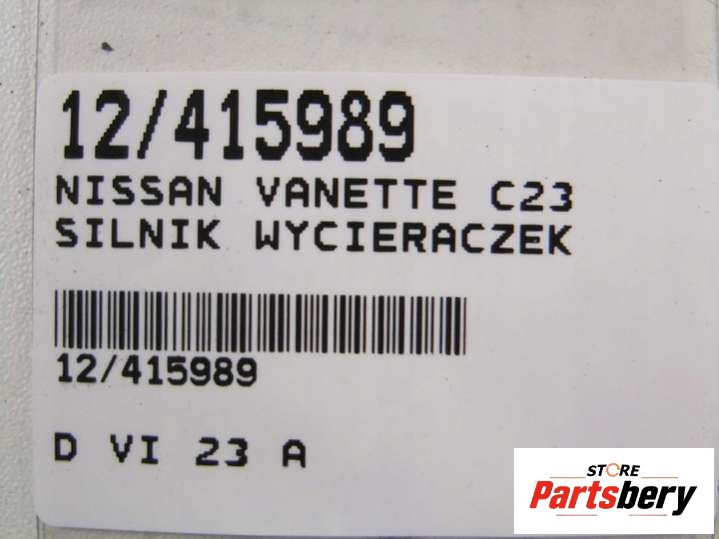 12/415989
NISSAN VANETTE C23
SILNIK WYCIERACZEK
12/415989
D VI 23 A
STORE
Partsbery